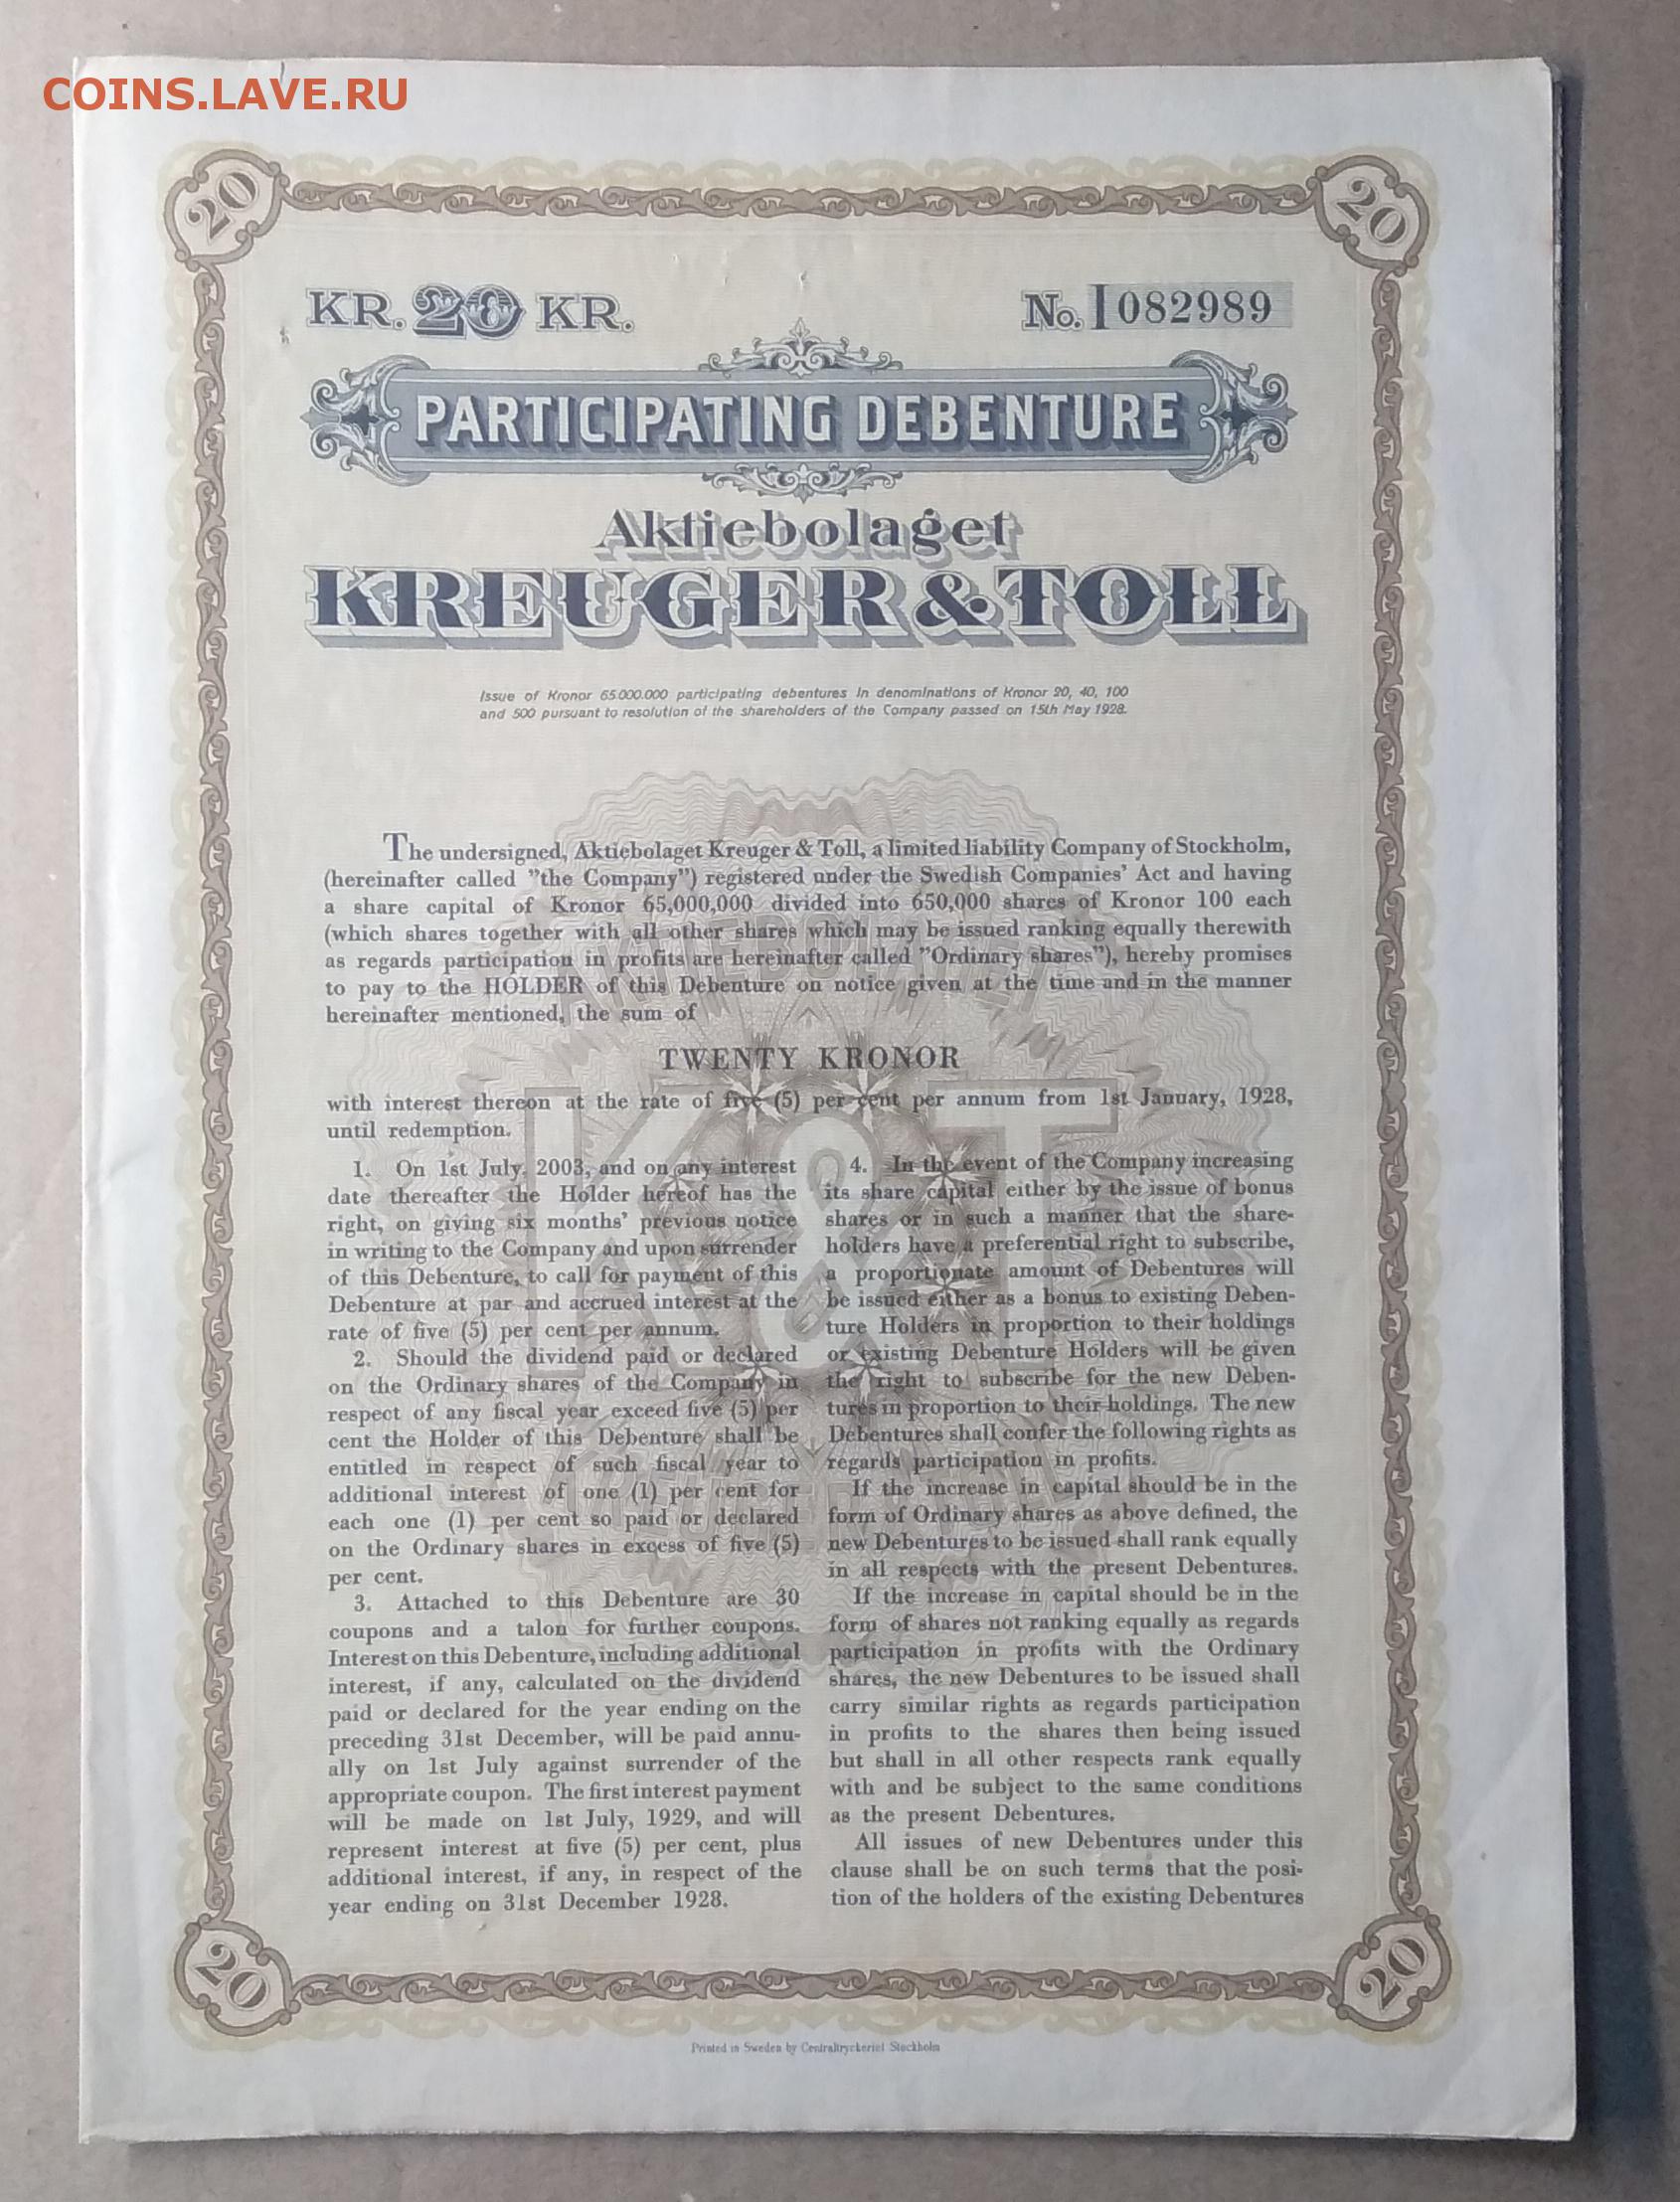 COINS.LAVE.RU
20
20
KR. 20 KR.
No. I 082989
PARTICIPATING DEBENTURE
Aktiebolaget
KREUGER & TOLL
Issue of Kronor 65.000.000 participating debentures in denominations of Kronor 20, 40, 100
and 500 pursuant to resolution of the shareholders of the Company passed on 15th May 1928.
The undersigned, Aktiebolaget Kreuger & Toll, a limited liability Company of Stockholm,
(hereinafter called "the Company") registered under the Swedish Companies' Act and having
a share capital of Kronor 65,000,000 divided into 650,000 shares of Kronor 100 each
(which shares together with all other shares which may be issued ranking equally therewith
as regards participation in profits are hereinafter called "Ordinary shares"), hereby promises
to pay to the HOLDER of this Debenture on notice given at the time and in the manner
hereinafter mentioned, the sum of
TWENTY KRONOR
with interest thereon at the rate of five (5) per cent per annum from 1st January, 1928,
until redemption.
1. On 1st July, 2003, and on any interest
date thereafter the Holder hereof has the
right, on giving six months' previous notice
in writing to the Company and upon surrender
of this Debenture, to call for payment of this
Debenture at par and accrued interest at the
rate of five (5) per cent per annum.
2. Should the dividend paid or declared
on the Ordinary shares of the Company in
respect of any fiscal year exceed five (5) per
cent the Holder of this Debenture shall be
entitled in respect of such fiscal year to
additional interest of one (1) per cent for
each one (1) per cent so paid or declared
on the Ordinary shares in excess of five (5)
per cent.
3. Attached to this Debenture are 30
coupons and a talon for further coupons.
Interest on this Debenture, including additional
interest, if any, calculated on the dividend
paid or declared for the year ending on the
preceding 31st December, will be paid annu-
ally on 1st July against surrender of the
appropriate coupon. The first interest payment
will be made on 1st July, 1929, and will
represent interest at five (5) per cent, plus
additional interest, if any, in respect of the
year ending on 31st December 1928.
4. In the event of the Company increasing
its share capital either by the issue of bonus
shares or in such a manner that the share-
holders have a preferential right to subscribe,
a proportionate amount of Debentures will
be issued either as a bonus to existing Deben-
ture Holders in proportion to their holdings
or existing Debenture Holders will be given
the right to subscribe for the new Deben-
tures in proportion to their holdings. The new
Debentures shall confer the following rights as
regards participation in profits.
If the increase in capital should be in the
form of Ordinary shares as above defined, the
new Debentures to be issued shall rank equally
in all respects with the present Debentures.
If the increase in capital should be in the
form of shares not ranking equally as regards
participation in profits with the Ordinary
shares, the new Debentures to be issued shall
carry similar rights as regards participation
in profits to the shares then being issued
but shall in all other respects rank equally
with and be subject to the same conditions
as the present Debentures.
All issues of new Debentures under this
clause shall be on such terms that the posi-
tion of the holders of the existing Debentures
AKTIEBOLAGET
K&T
KREUGER & TOLL
20
20
Printed in Sweden by Centraltryckeriet Stockholm